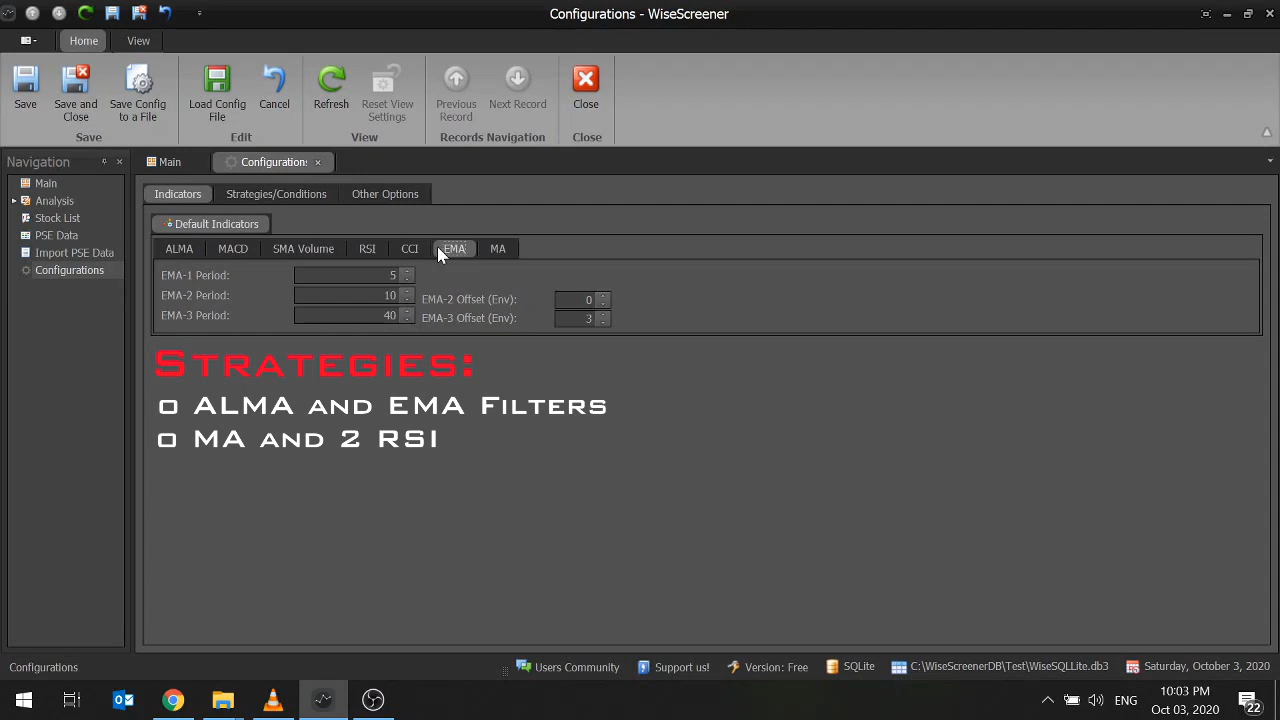 Configurations - WiseScreener
Home View
Save Save and Close Save Config to a File Load Config File Cancel Refresh Reset View Settings Previous Record Next Record Close
Save Edit View Records Navigation Close
Navigation
Main
Analysis
Stock List
PSE Data
Import PSE Data
Configurations
Main Configurations
Indicators Strategies/Conditions Other Options
Default Indicators
ALMA MACD SMA Volume RSI CCI EMA MA
EMA-1 Period: 5
EMA-2 Period: 10 EMA-2 Offset (Env): 0
EMA-3 Period: 40 EMA-3 Offset (Env): 3
Strategies:
o ALMA and EMA Filters
o MA and 2 RSI
Configurations Users Community Support us! Version: Free SQLite C:\WiseScreenerDB\Test\WiseSQLLite.db3 Saturday, October 3, 2020
ENG 10:03 PM
Oct 03, 2020 22